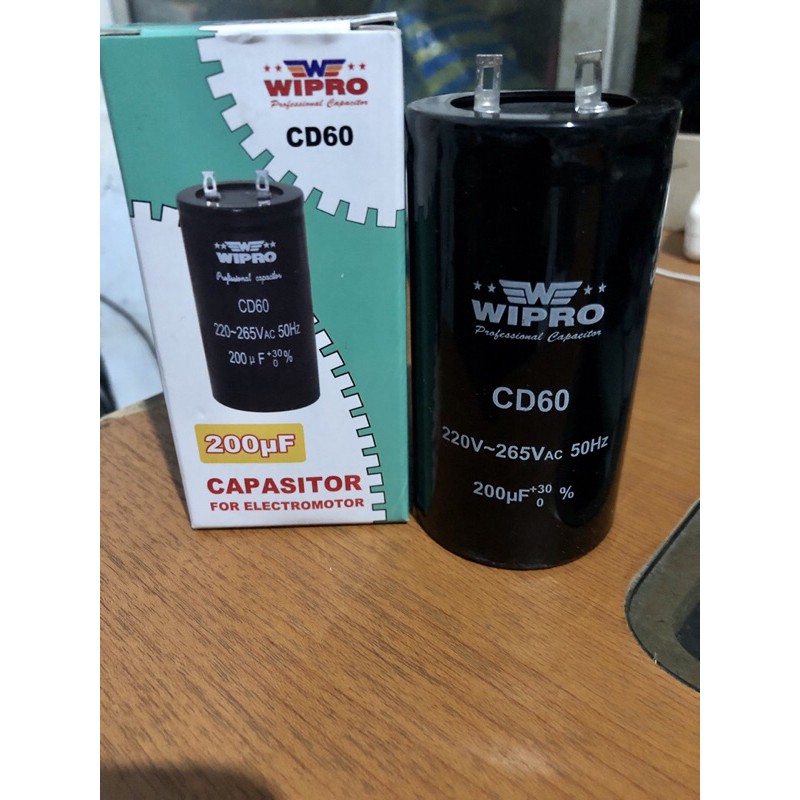 WIPRO
Professional Capacitor
CD60
WIPRO
Profissional capacitor
CD60
220~265VAC 50Hz
200μF +30 0 %
200μF
CAPASITOR
FOR ELECTROMOTOR
W
WIPRO
Professional Capacitor
CD60
220V~265VAC 50Hz
200μF +30 0 %